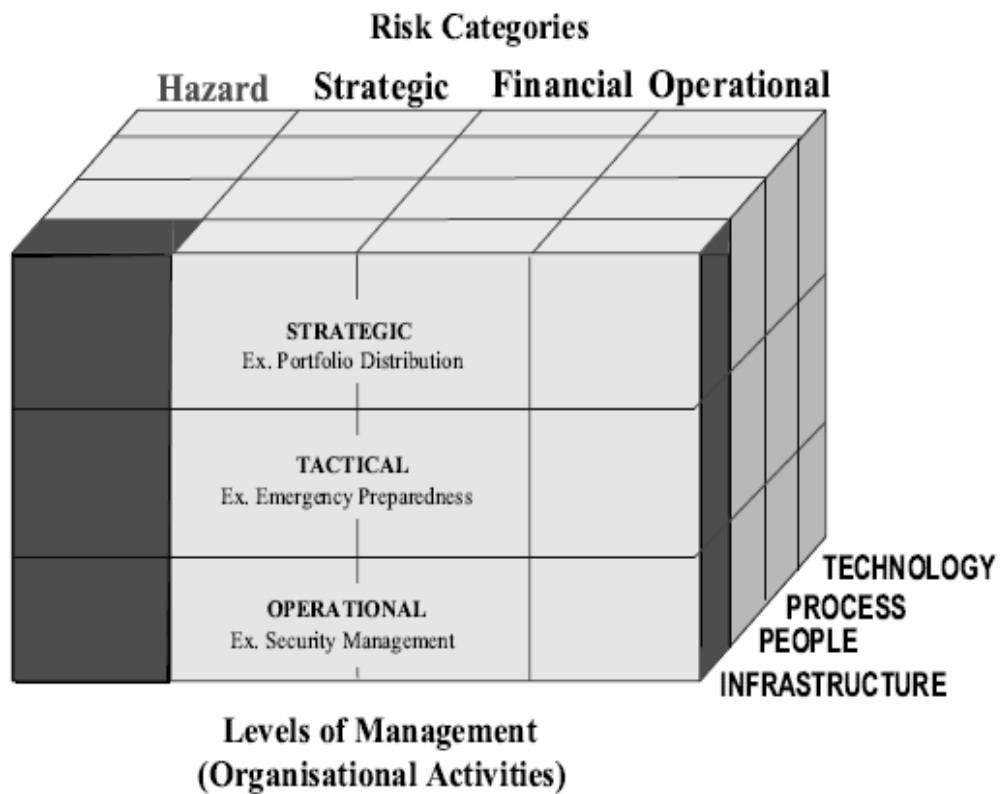 Risk Categories
Hazard Strategic Financial Operational
STRATEGIC
Ex. Portfolio Distribution
TACTICAL
Ex. Emergency Preparedness
OPERATIONAL
Ex. Security Management
TECHNOLOGY
PROCESS
PEOPLE
INFRASTRUCTURE
Levels of Management
(Organisational Activities)